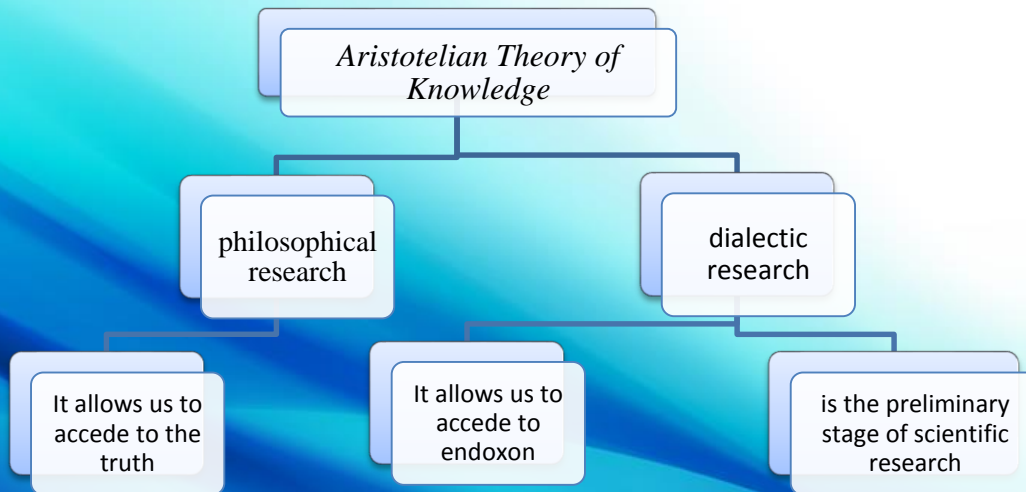 Aristotelian Theory of
Knowledge
philosophical
research
dialectic
research
It allows us to
accede to the
truth
It allows us to
accede to
endoxon
is the preliminary
stage of scientific
research